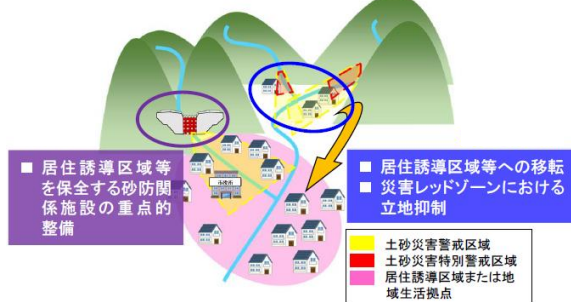 ■ 居住誘導区域等
を保全する砂防関
係施設の重点的
整備
市役所
■ 居住誘導区域等への移転
■ 災害レッドゾーンにおける
立地抑制
土砂災害警戒区域
土砂災害特別警戒区域
居住誘導区域または地
域生活拠点